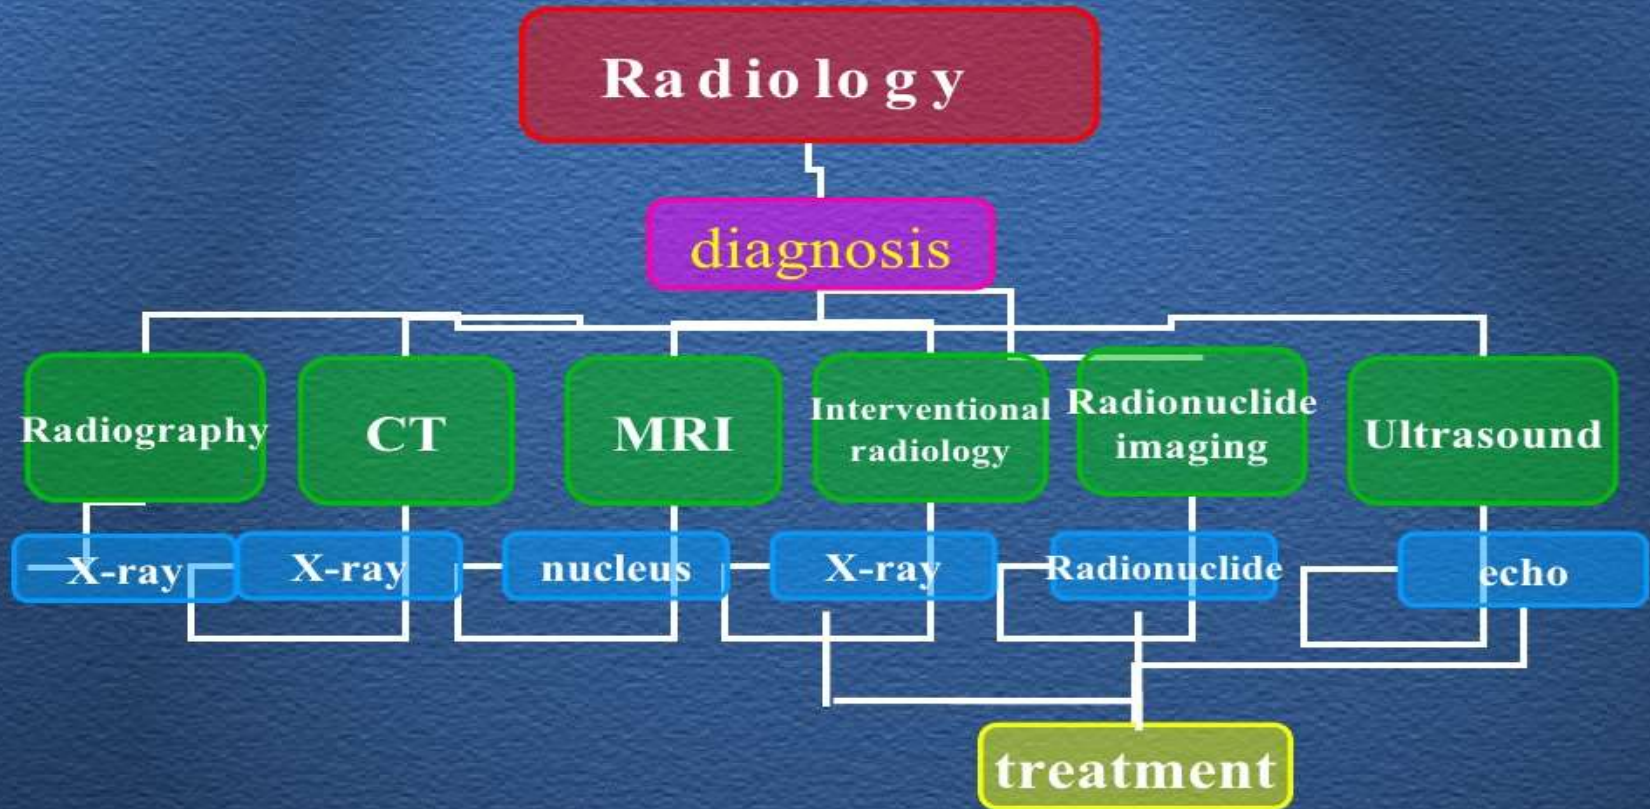 Radiology
diagnosis
Radiography
CT
MRI
Interventional
radiology
Radionuclide
imaging
Ultrasound
X-ray
X-ray
nucleus
X-ray
Radionuclide
echo
treatment